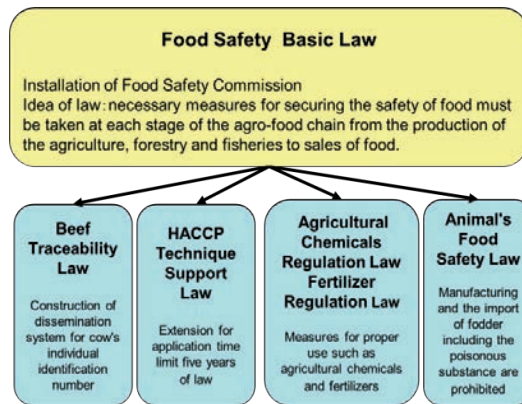 Food Safety Basic Law
Installation of Food Safety Commission
Idea of law:necessary measures for securing the safety of food must
be taken at each stage of the agro-food chain from the production of
the agriculture, forestry and fisheries to sales of food.
Beef
Traceability
Law
Construction of
dissemination
system for cow's
individual
identification
number
HACCP
Technique
Support
Law
Extension for
application time
limit five years
of law
Agricultural
Chemicals
Regulation Law
Fertilizer
Regulation Law
Measures for proper
use such as
agricultural chemicals
and fertilizers
Animal's
Food
Safety Law
Manufacturing
and the import
of fodder
including the
poisonous
substance are
prohibited